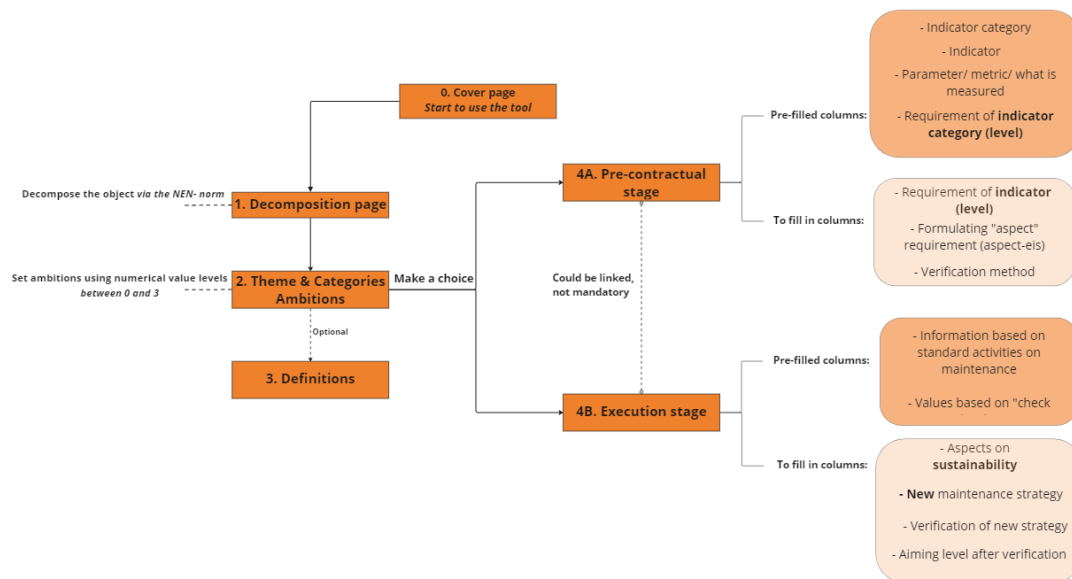 0. Cover page
Start to use the tool
Decompose the object via the NEN- norm
1. Decomposition page
Set ambitions using numerical value levels
between 0 and 3
2. Theme & Categories
Ambitions
Make a choice
Optional
3. Definitions
4A. Pre-contractual
stage
Could be linked,
not mandatory
4B. Execution stage
Pre-filled columns:
- Indicator category
- Indicator
- Parameter/ metric/ what is
measured
- Requirement of indicator
category (level)
To fill in columns:
- Requirement of indicator
(level)
- Formulating "aspect"
requirement (aspect-eis)
- Verification method
Pre-filled columns:
- Information based on
standard activities on
maintenance
- Values based on "check
To fill in columns:
- Aspects on
sustainability
- New maintenance strategy
- Verification of new strategy
- Aiming level after verification